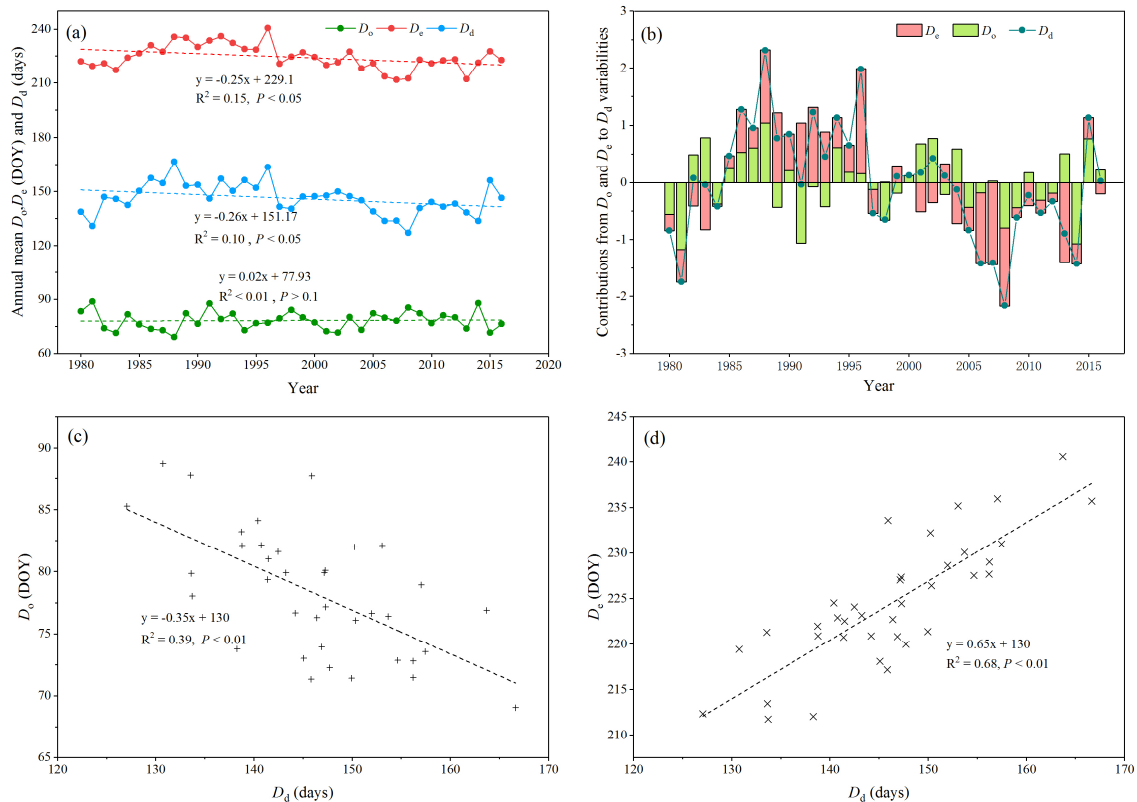 (a)
Do
De
Dd
240
210
180
150
120
90
60
Annual mean Do,De (DOY) and Dd (days)
y = -0.25x + 229.1
R2 = 0.15, P < 0.05
y = -0.26x + 151.17
R2 = 0.10 , P < 0.05
y = 0.02x + 77.93
R2 < 0.01 , P > 0.1
1980 1985 1990 1995 2000 2005 2010 2015 2020
Year
(b)
De
Do
Dd
3
2
1
0
-1
-2
-3
Contributions from Do and De to Dd variabilities
1980 1985 1990 1995 2000 2005 2010 2015
Year
(c)
90
85
80
75
70
65
Do (DOY)
y = -0.35x + 130
R2 = 0.39, P < 0.01
120 130 140 150 160 170
Dd (days)
(d)
245
240
235
230
225
220
215
210
De (DOY)
y = 0.65x + 130
R2 = 0.68, P < 0.01
120 130 140 150 160 170
Dd (days)